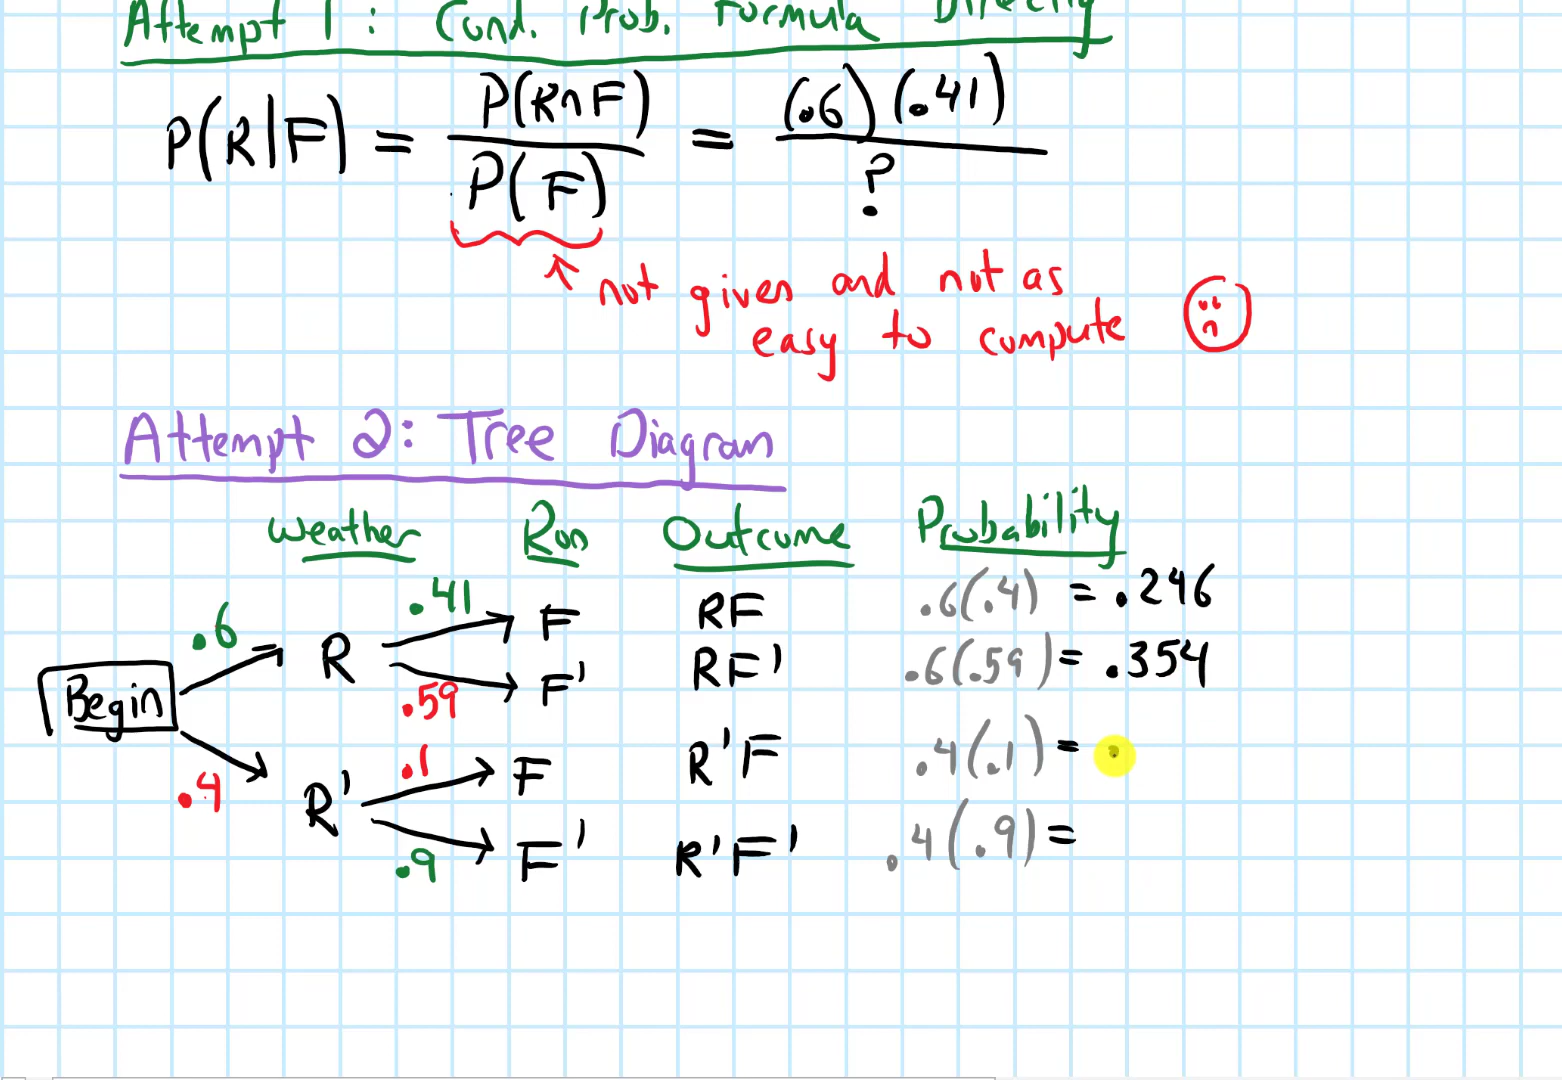 Attempt 1: Cond. Prob. Formula Directly
P(R|F) = P(R∩F) / P(F) = (.6)(.41) / ?
↑ not given and not as
easy to compute
Attempt 2: Tree Diagram
Weather Run Outcome Probability
.6 R .41 F RF .6(.4) = .246
.59 F' RF' .6(.59) = .354
Begin
.4 R' .1 F R'F .4(.1) = .
.9 F' R'F' .4(.9) =